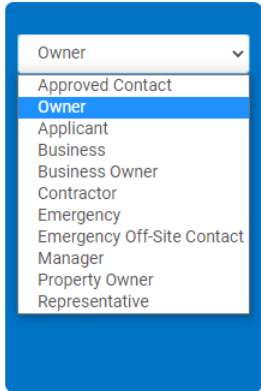 Owner
Approved Contact
Owner
Applicant
Business
Business Owner
Contractor
Emergency
Emergency Off-Site Contact
Manager
Property Owner
Representative